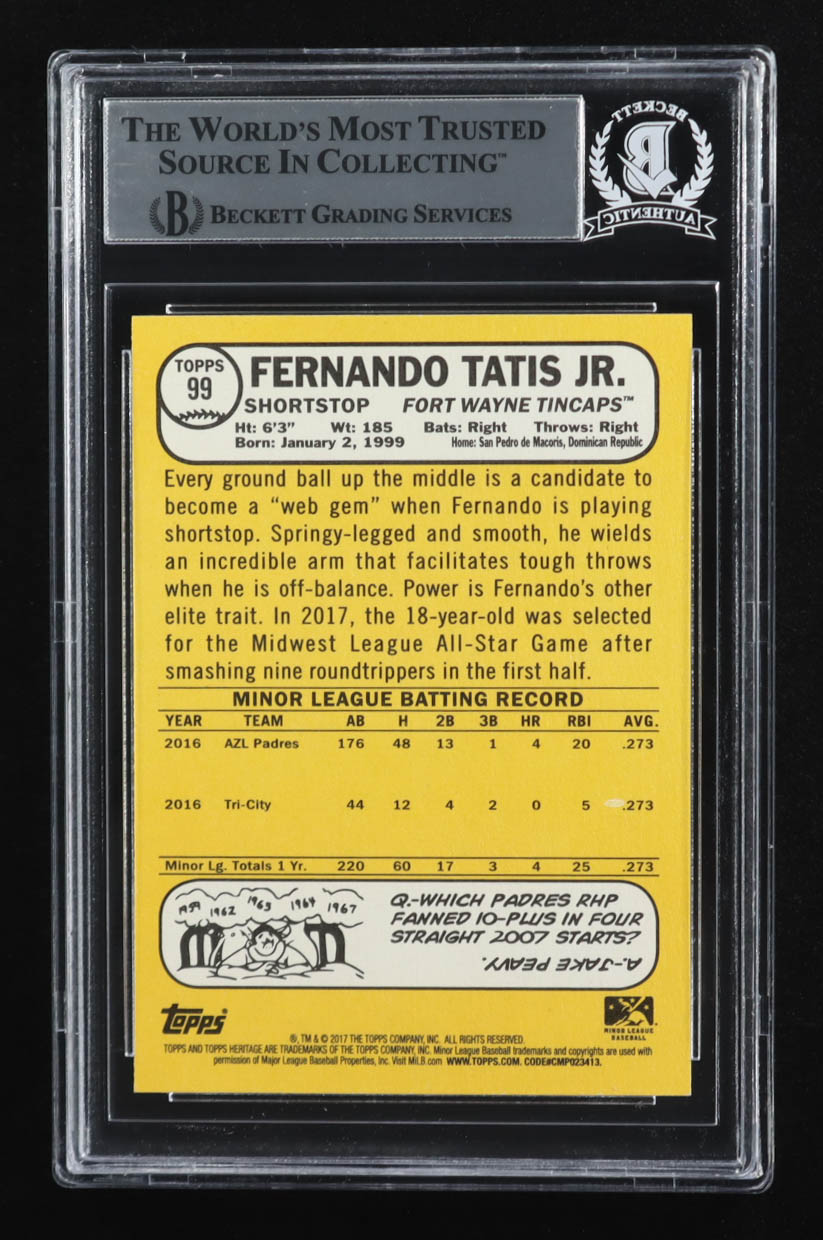 THE WORLD'S MOST TRUSTED
SOURCE IN COLLECTING™
B BECKETT GRADING SERVICES
BECKETT
B
AUTHENTIC
TOPPS
99
FERNANDO TATIS JR.
SHORTSTOP FORT WAYNE TINCAPS™
Ht: 6'3" Wt: 185 Bats: Right Throws: Right
Born: January 2, 1999 Home: San Pedro de Macoris, Dominican Republic
Every ground ball up the middle is a candidate to
become a “web gem” when Fernando is playing
shortstop. Springy-legged and smooth, he wields
an incredible arm that facilitates tough throws
when he is off-balance. Power is Fernando's other
elite trait. In 2017, the 18-year-old was selected
for the Midwest League All-Star Game after
smashing nine roundtrippers in the first half.
MINOR LEAGUE BATTING RECORD
YEAR TEAM AB H 2B 3B HR RBI AVG.
2016 AZL Padres 176 48 13 1 4 20 .273
2016 Tri-City 44 12 4 2 0 5 .273
Minor Lg. Totals 1 Yr. 220 60 17 3 4 25 .273
1959 1962 1963 1964 1967
Q.-WHICH PADRES RHP
FANNED 10-PLUS IN FOUR
STRAIGHT 2007 STARTS?
A.-JAKE PEAVY.
topps
MINOR LEAGUE
BASEBALL
®, TM & © 2017 THE TOPPS COMPANY, INC. ALL RIGHTS RESERVED.
TOPPS AND TOPPS HERITAGE ARE TRADEMARKS OF THE TOPPS COMPANY, INC. Minor League Baseball trademarks and copyrights are used with
permission of Major League Baseball Properties, Inc. Visit MiLB.com WWW.TOPPS.COM. CODE#CMP023413.